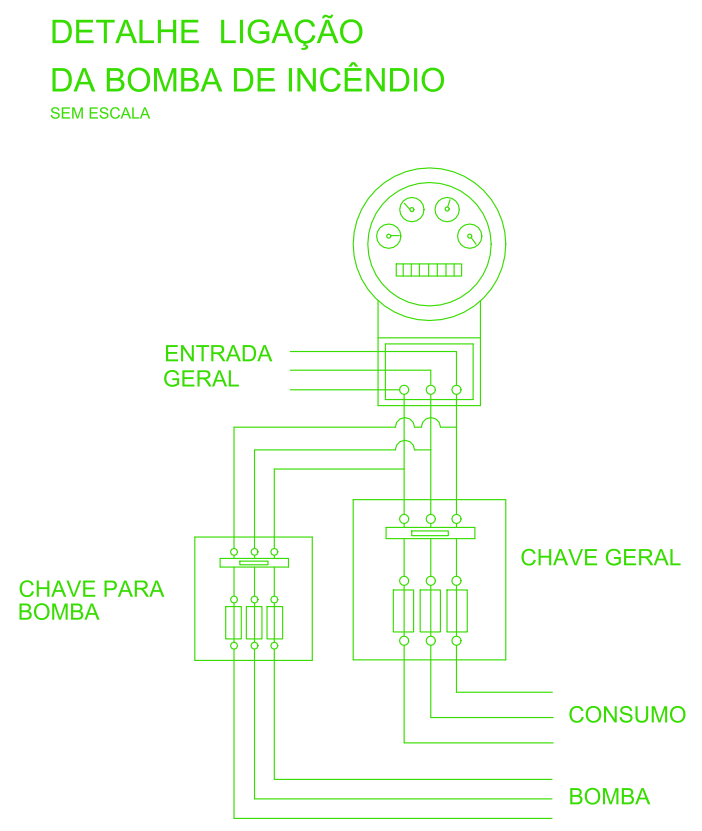 DETALHE LIGAÇÃO
DA BOMBA DE INCÊNDIO
SEM ESCALA
ENTRADA
GERAL
CHAVE GERAL
CHAVE PARA
BOMBA
CONSUMO
BOMBA